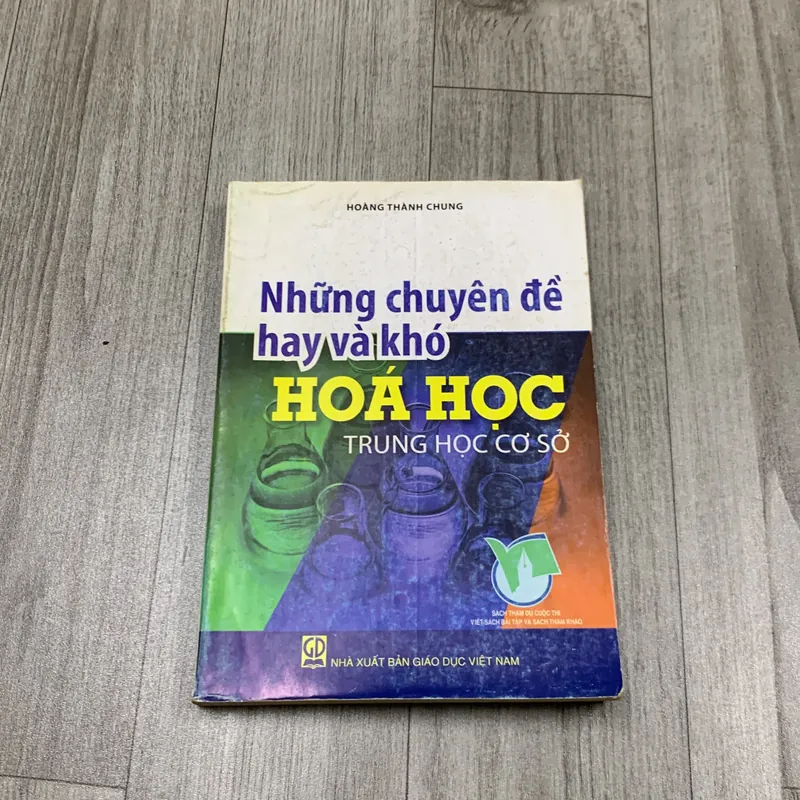 HOÀNG THÀNH CHUNG
Những chuyên đề
hay và khó
HOÁ HỌC
TRUNG HỌC CƠ SỞ
SÁCH THAM DỰ CUỘC THI
VIẾT SÁCH BÀI TẬP VÀ SÁCH THAM KHẢO
GD
NHÀ XUẤT BẢN GIÁO DỤC VIỆT NAM